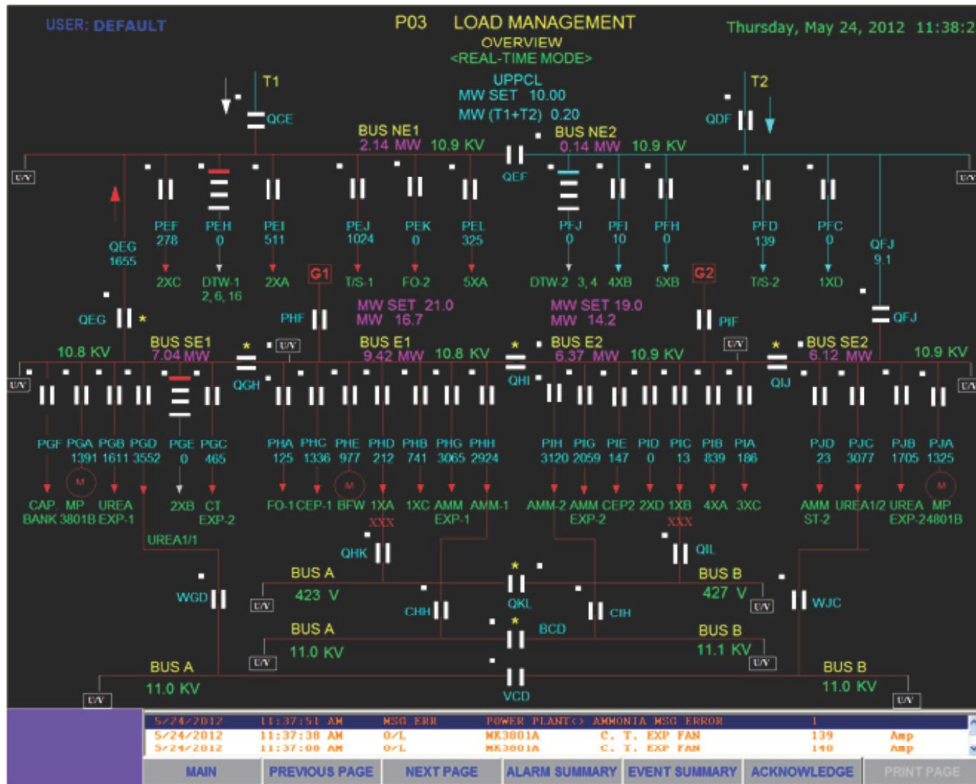 USER: DEFAULT
P03 LOAD MANAGEMENT
Thursday, May 24, 2012 11:38:2
OVERVIEW
<REAL-TIME MODE>
T1
UPPCL
T2
MW SET 10.00
MW (T1+T2) 0.20
QCE
QDF
BUS NE1
BUS NE2
2.14 MW 10.9 KV
0.14 MW 10.9 KV
U/V
QEF
U/V
PEF PEH PEI PEJ PEK PEL PFJ PFI PFH PFD PFC
278 0 511 1024 0 325 0 10 0 139 0
QEG
1655
QFJ
9.1
2XC DTW-1 2XA T/S-1 FO-2 5XA DTW-2 3, 4 4XB 5XB T/S-2 1XD
2, 6, 16
G1
G2
MW SET 21.0
MW 16.7
MW SET 19.0
MW 14.2
QEG * PHF PIF QFJ
U/V U/V
10.8 KV BUS SE1 * BUS E1 * BUS E2 * BUS SE2
7.04 MW 9.42 MW 10.8 KV 6.37 MW 10.9 KV 6.12 MW 10.9 KV
U/V QGH QHI QIJ U/V
PGF PGA PGB PGD PGE PGC PHA PHC PHE PHD PHB PHG PHH PIH PIG PIE PID PIC PIB PIA PJD PJC PJB PJA
1391 1611 3552 0 465 125 1336 977 212 741 3065 2924 3120 2059 147 0 13 839 186 23 3077 1705 1325
M M M
CAP. MP UREA 2XB CT FO-1 CEP-1 BFW 1XA 1XC AMM AMM-1 AMM-2 AMM CEP2 2XD 1XB 4XA 3XC AMM UREA1/2 UREA MP
BANK 3801B EXP-1 EXP-2 XXX EXP-1 EXP-2 XXX ST-2 EXP-2 4801B
UREA1/1
QHK QIL
BUS A * BUS B
WGD 423 V QKL 427 V WJC
U/V U/V
CHH CIH
BUS A * BCD BUS B
11.0 KV 11.1 KV
U/V U/V
BUS A BUS B
11.0 KV VCD 11.0 KV
U/V U/V
5/24/2012 11:37:51 AM MSG ERR POWER PLANT<> AMMONIA MSG ERROR 1
5/24/2012 11:37:38 AM O/L MK3801A C. T. EXP FAN 139 Amp
5/24/2012 11:37:00 AM O/L MK3801A C. T. EXP FAN 140 Amp
MAIN PREVIOUS PAGE NEXT PAGE ALARM SUMMARY EVENT SUMMARY ACKNOWLEDGE PRINT PAGE